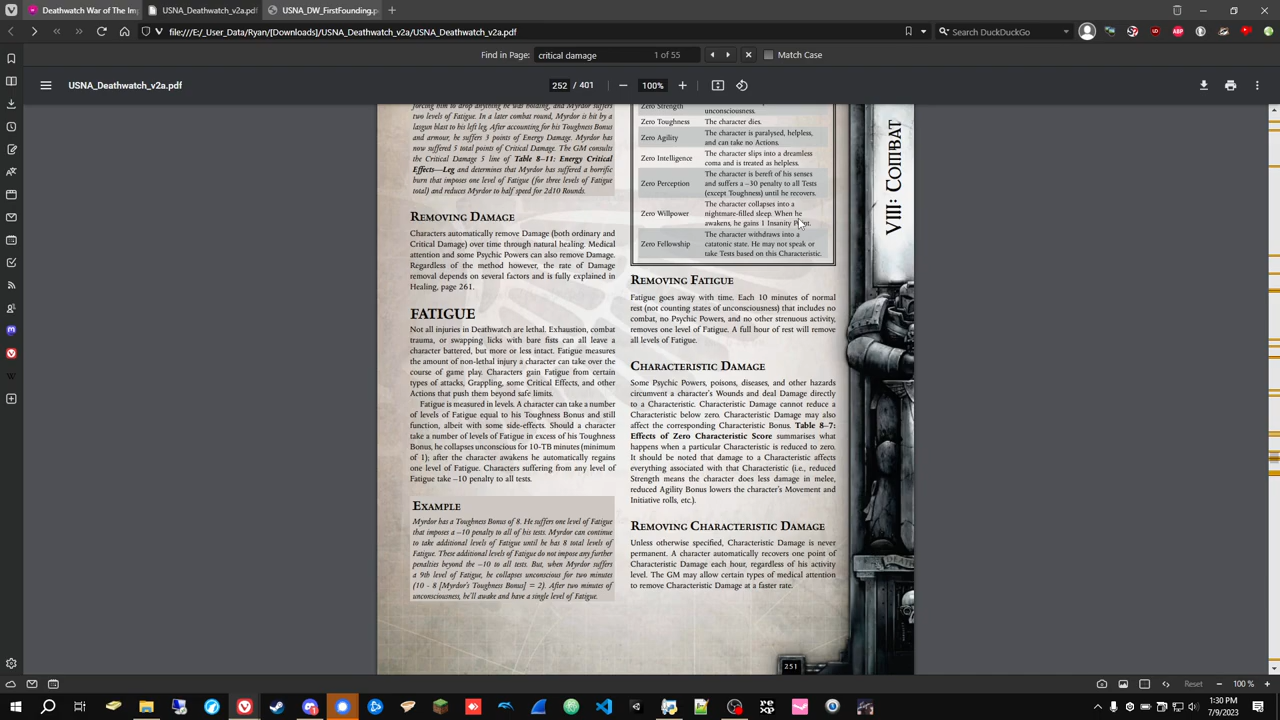 Deathwatch War of The Im
USNA_Deathwatch_v2a.pdf
USNA_DW_FirstFounding.p
file:///E/_User_Data/Ryan/[Downloads]/USNA_Deathwatch_v2a/USNA_Deathwatch_v2a.pdf
Search DuckDuckGo
Find in Page:
critical damage
1 of 55
Match Case
USNA_Deathwatch_v2a.pdf
252 / 401
100%
forcing him to drop anything he was holding, and Myrdor suffers
two levels of Fatigue. In a later combat round, Myrdor is hit by a
lasgun blast to his left leg. After accounting for his Toughness Bonus
and armour, he suffers 3 points of Energy Damage. Myrdor has
now suffered 5 total points of Critical Damage. The GM consults
the Critical Damage 5 line of Table 8–11: Energy Critical
Effects—Leg and determines that Myrdor has suffered a horrific
burn that imposes one level of Fatigue (for three levels of Fatigue
total) and reduces Myrdor to half speed for 2d10 Rounds.
Removing Damage
Characters automatically remove Damage (both ordinary and
Critical Damage) over time through natural healing. Medical
attention and some Psychic Powers can also remove Damage.
Regardless of the method however, the rate of Damage
removal depends on several factors and is fully explained in
Healing, page 261.
FATIGUE
Not all injuries in Deathwatch are lethal. Exhaustion, combat
trauma, or swapping licks with bare fists can all leave a
character battered, but more or less intact. Fatigue measures
the amount of non-lethal injury a character can take over the
course of game play. Characters gain Fatigue from certain
types of attacks, Grappling, some Critical Effects, and other
Actions that push them beyond safe limits.
Fatigue is measured in levels. A character can take a number
of levels of Fatigue equal to his Toughness Bonus and still
function, albeit with some side-effects. Should a character
take a number of levels of Fatigue in excess of his Toughness
Bonus, he collapses unconscious for 10-TB minutes (minimum
of 1); after the character awakens he automatically regains
one level of Fatigue. Characters suffering from any level of
Fatigue take –10 penalty to all tests.
Example
Myrdor has a Toughness Bonus of 8. He suffers one level of Fatigue
that imposes a –10 penalty to all of his tests. Myrdor can continue
to take additional levels of Fatigue until he has 8 total levels of
Fatigue. These additional levels of Fatigue do not impose any further
penalties beyond the –10 to all tests. But, when Myrdor suffers
a 9th level of Fatigue, he collapses unconscious for two minutes
(10 - 8 [Myrdor's Toughness Bonus] = 2). After two minutes of
unconsciousness, he'll awake and have a single level of Fatigue.
Zero Strength
unconsciousness.
Zero Toughness The character dies.
Zero Agility The character is paralysed, helpless,
and can take no Actions.
Zero Intelligence The character slips into a dreamless
coma and is treated as helpless.
Zero Perception The character is bereft of his senses
and suffers a –30 penalty to all Tests
(except Toughness) until he recovers.
Zero Willpower The character collapses into a
nightmare-filled sleep. When he
awakens, he gains 1 Insanity Point.
Zero Fellowship The character withdraws into a
catatonic state. He may not speak or
take Tests based on this Characteristic.
Removing Fatigue
Fatigue goes away with time. Each 10 minutes of normal
rest (not counting states of unconsciousness) that includes no
combat, no Psychic Powers, and no other strenuous activity,
removes one level of Fatigue. A full hour of rest will remove
all levels of Fatigue.
Characteristic Damage
Some Psychic Powers, poisons, diseases, and other hazards
circumvent a character's Wounds and deal Damage directly
to a Characteristic. Characteristic Damage cannot reduce a
Characteristic below zero. Characteristic Damage may also
affect the corresponding Characteristic Bonus. Table 8–7:
Effects of Zero Characteristic Score summarises what
happens when a particular Characteristic is reduced to zero.
It should be noted that damage to a Characteristic affects
everything associated with that Characteristic (i.e., reduced
Strength means the character does less damage in melee,
reduced Agility Bonus lowers the character's Movement and
Initiative rolls, etc.).
Removing Characteristic Damage
Unless otherwise specified, Characteristic Damage is never
permanent. A character automatically recovers one point of
Characteristic Damage each hour, regardless of his activity
level. The GM may allow certain types of medical attention
to remove Characteristic Damage at a faster rate.
VIII: Combat
251
Reset
100 %
1:30 PM
7/9/2023